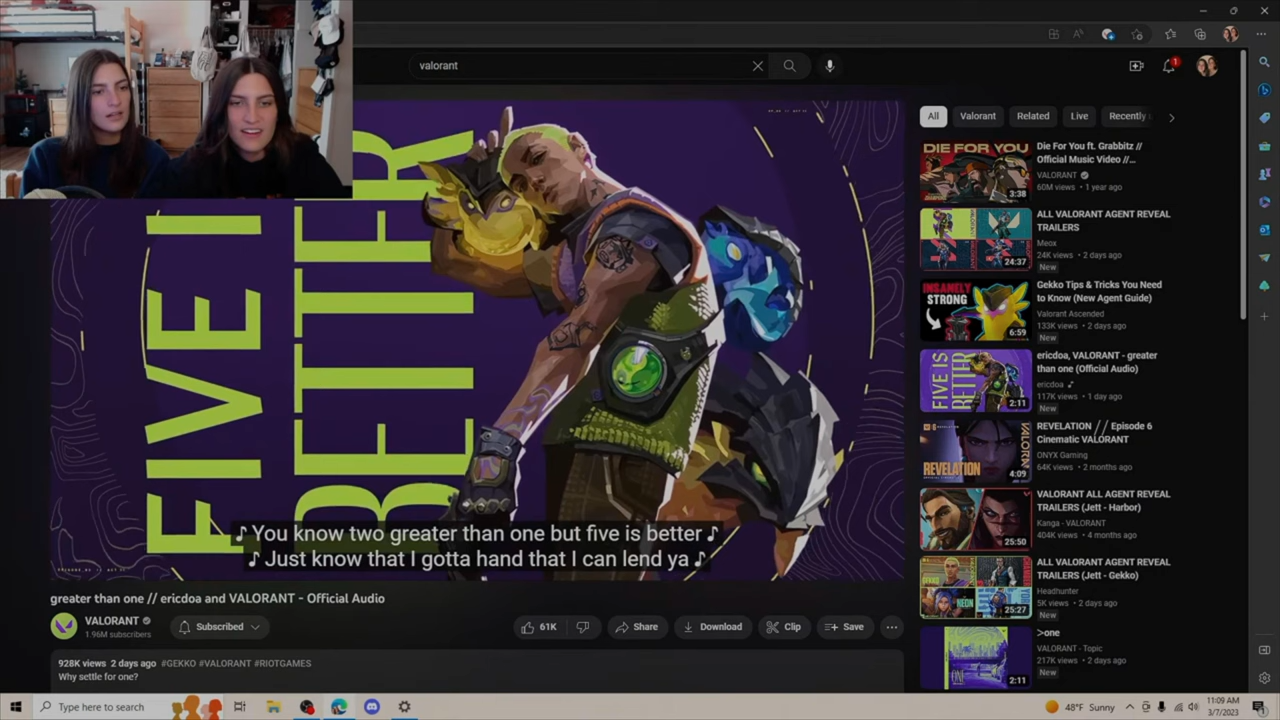 valorant
1
FIVE I
BETTER
♪ You know two greater than one but five is better ♪
♪ Just know that I gotta hand that I can lend ya ♪
greater than one // ericdoa and VALORANT - Official Audio
VALORANT
1.96M subscribers
Subscribed
61K
Share
Download
Clip
Save
928K views 2 days ago #GEKKO #VALORANT #RIOTGAMES
Why settle for one?
All
Valorant
Related
Live
Recently
DIE FOR YOU
3:38
Die For You ft. Grabbitz //
Official Music Video //...
VALORANT
60M views • 1 year ago
24:37
ALL VALORANT AGENT REVEAL
TRAILERS
Meox
24K views • 2 days ago
New
INSANELY
STRONG
6:59
Gekko Tips & Tricks You Need
to Know (New Agent Guide)
Valorant Ascended
133K views • 2 days ago
New
FIVE IS
BETTER
2:11
ericdoa, VALORANT - greater
than one (Official Audio)
ericdoa ♪
117K views • 1 day ago
New
REVELATION
VALORANT
4:09
REVELATION // Episode 6
Cinematic VALORANT
ONYX Gaming
64K views • 2 months ago
25:50
VALORANT ALL AGENT REVEAL
TRAILERS (Jett - Harbor)
Kanga - VALORANT
404K views • 4 months ago
GEKKO
NEON
25:27
ALL VALORANT AGENT REVEAL
TRAILERS (Jett - Gekko)
Headhunter
5K views • 2 days ago
New
2:11
>one
VALORANT - Topic
217K views • 2 days ago
New
Type here to search
48°F Sunny
11:09 AM
3/7/2023